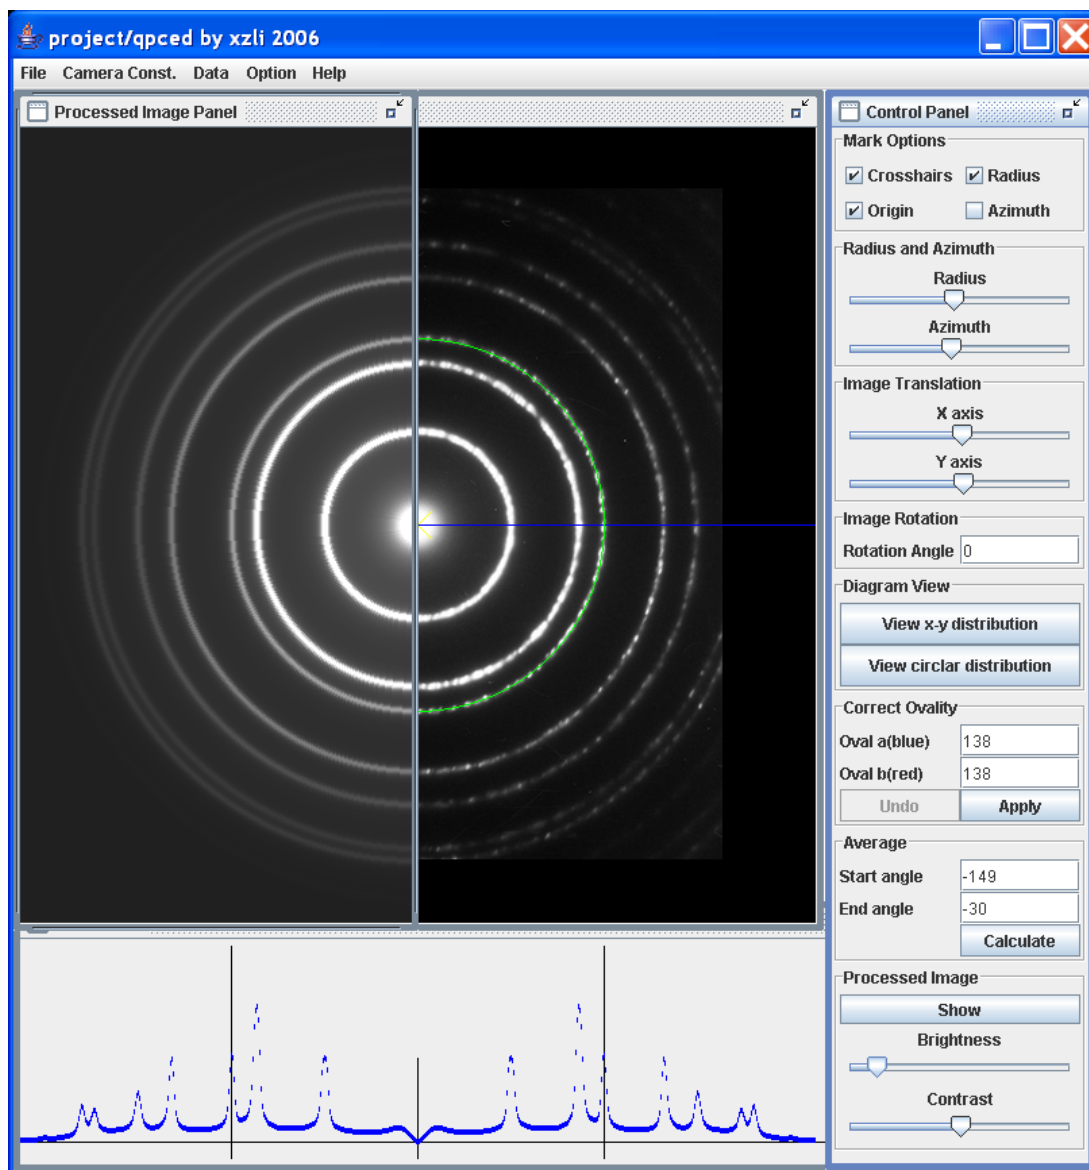 project/qpced by xzli 2006
File Camera Const. Data Option Help
Processed Image Panel
Control Panel
Mark Options
Crosshairs Radius
Origin Azimuth
Radius and Azimuth
Radius
Azimuth
Image Translation
X axis
Y axis
Image Rotation
Rotation Angle 0
Diagram View
View x-y distribution
View circlar distribution
Correct Ovality
Oval a(blue) 138
Oval b(red) 138
Undo Apply
Average
Start angle -149
End angle -30
Calculate
Processed Image
Show
Brightness
Contrast